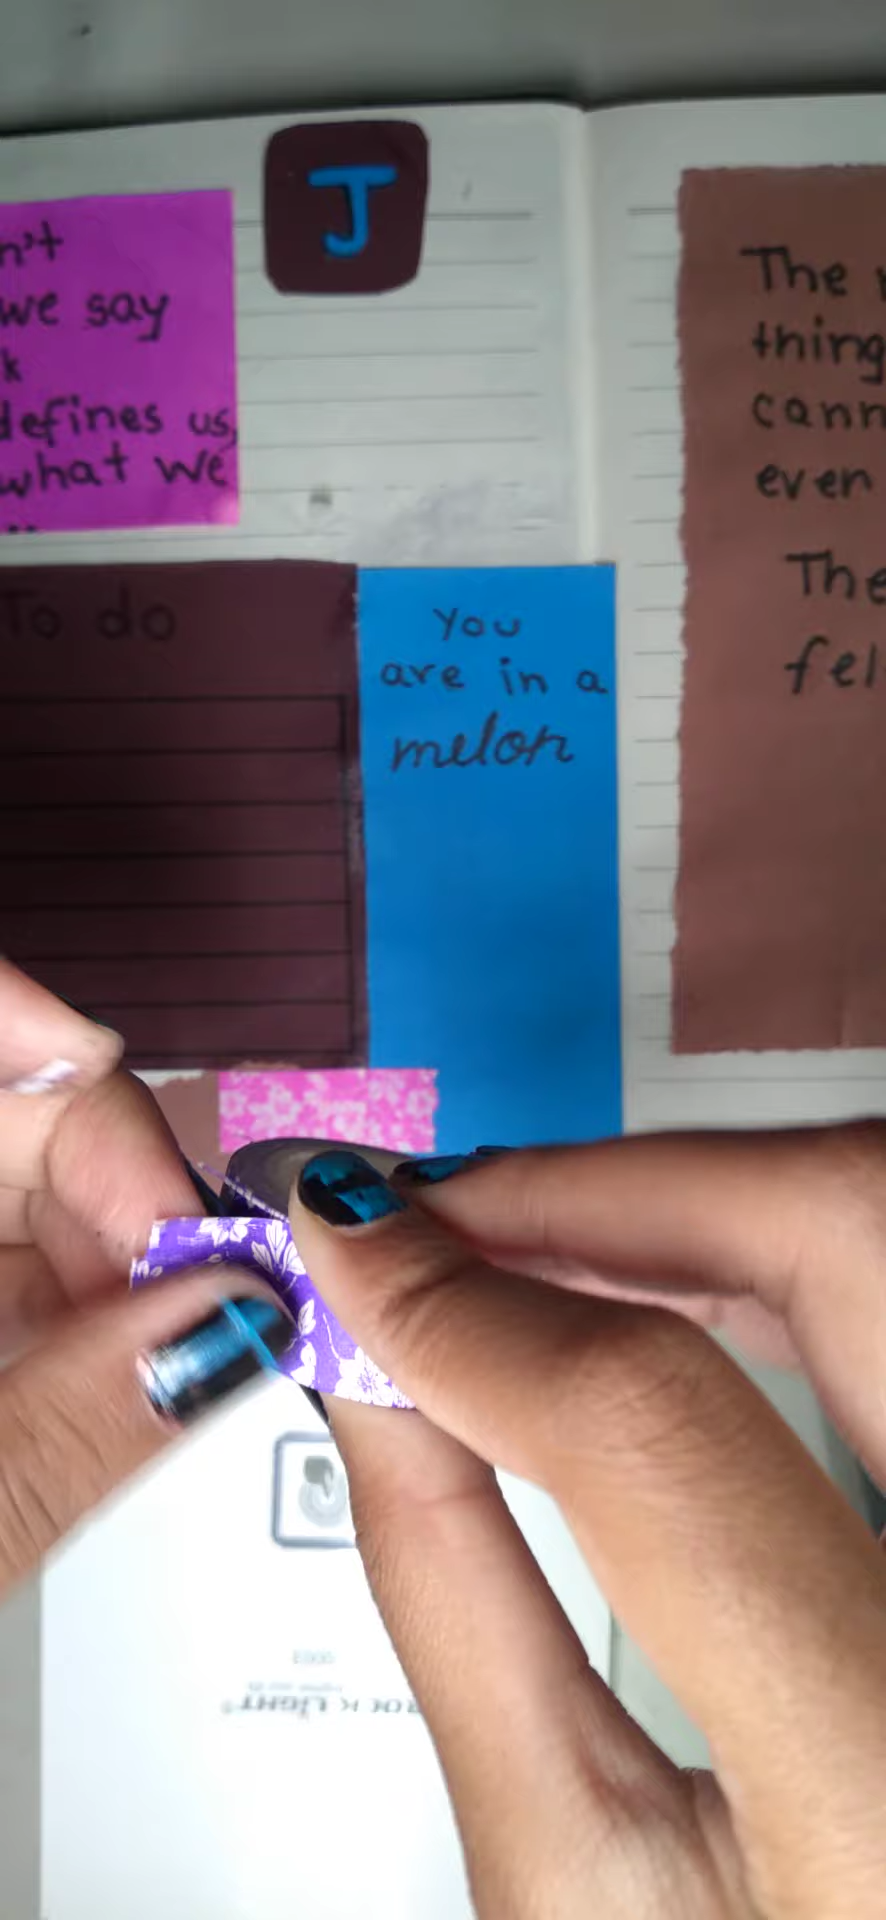 J
n't
we say
k
defines us,
what we
..
To do
You
are in a
melon
The
thing
cann
even
The
fel